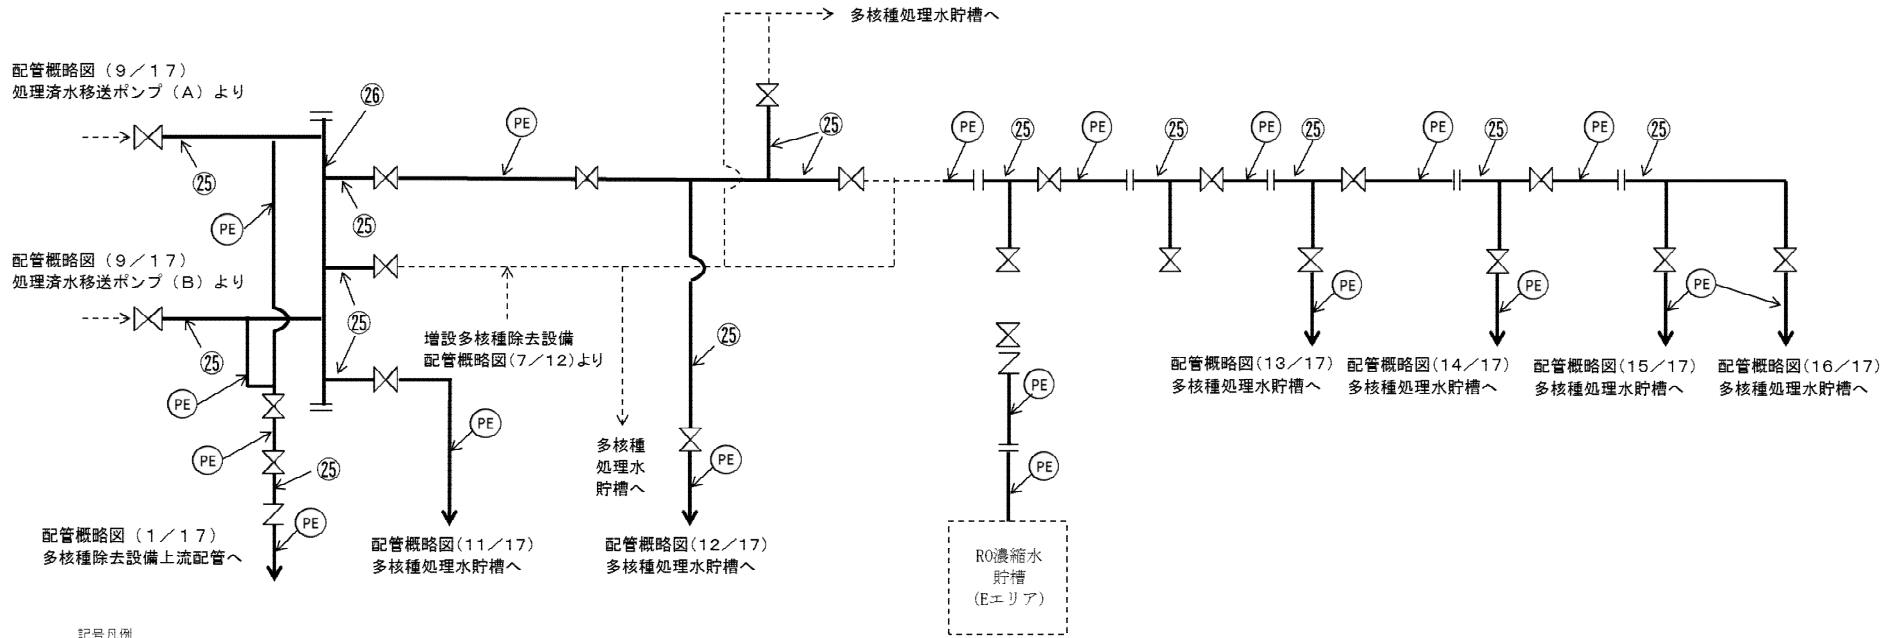 多核種処理水貯槽へ
配管概略図（９／１７）
処理済水移送ポンプ（Ａ）より
㉖
PE
㉕
PE
㉕
PE
㉕
PE
㉕
PE
㉕
PE
㉕
PE
㉕
㉕
PE
配管概略図（９／１７）
処理済水移送ポンプ（Ｂ）より
㉕
㉕
㉕
PE
PE
PE
増設多核種除去設備
配管概略図(７／12)より
配管概略図(13／17)
多核種処理水貯槽へ
配管概略図(14／17)
多核種処理水貯槽へ
配管概略図(15／17)
多核種処理水貯槽へ
配管概略図(16／17)
多核種処理水貯槽へ
PE
PE
PE
PE
㉕
多核種
処理水
貯槽へ
PE
PE
PE
配管概略図（１／１７）
多核種除去設備上流配管へ
配管概略図(11／17)
多核種処理水貯槽へ
配管概略図(12／17)
多核種処理水貯槽へ
RO濃縮水
貯槽
(Eエリア)
記号凡例